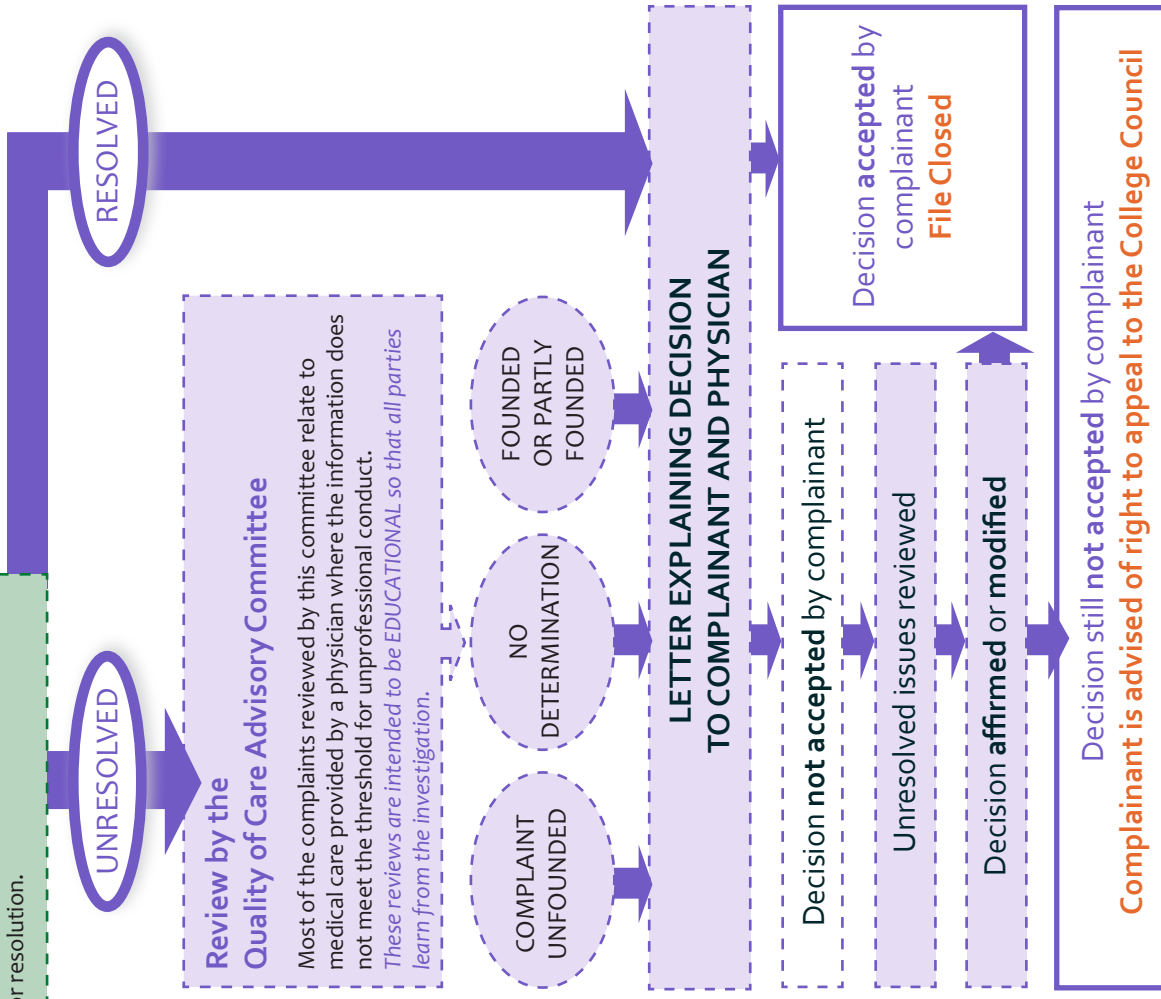 or resolution.
UNRESOLVED
RESOLVED
Review by the
Quality of Care Advisory Committee
Most of the complaints reviewed by this committee relate to
medical care provided by a physician where the information does
not meet the threshold for unprofessional conduct.
These reviews are intended to be EDUCATIONAL so that all parties
learn from the investigation.
COMPLAINT
UNFOUNDED
NO
DETERMINATION
FOUNDED
OR PARTLY
FOUNDED
LETTER EXPLAINING DECISION
TO COMPLAINANT AND PHYSICIAN
Decision not accepted by complainant
Unresolved issues reviewed
Decision affirmed or modified
Decision accepted by
complainant
File Closed
Decision still not accepted by complainant
Complainant is advised of right to appeal to the College Council